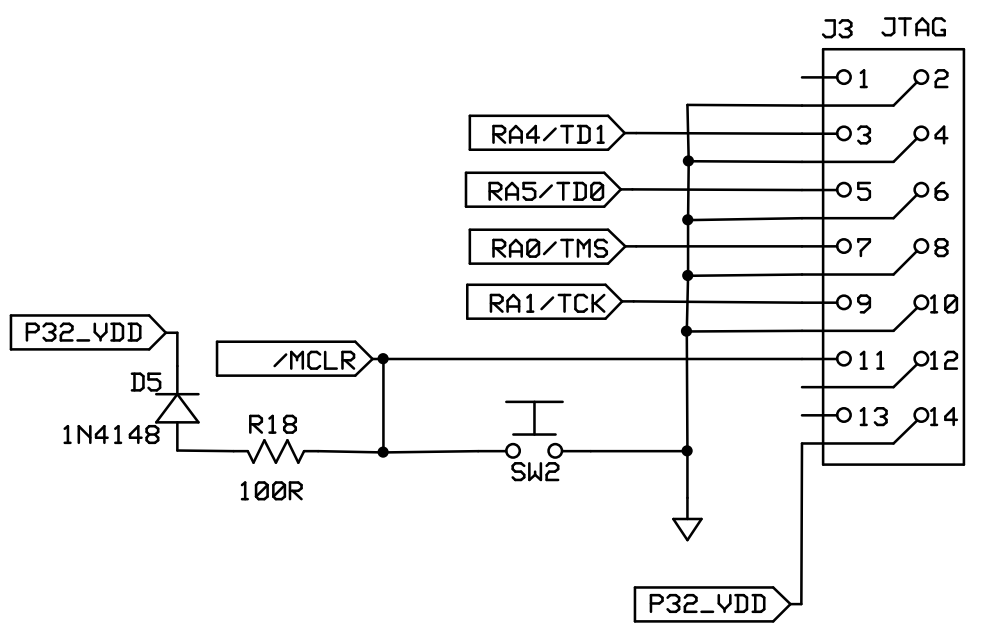 J3 JTAG
1 2
RA4/TD1 3 4
RA5/TD0 5 6
RA0/TMS 7 8
RA1/TCK 9 10
P32_VDD
/MCLR 11 12
D5
1N4148
R18
13 14
SW2
100R
P32_VDD